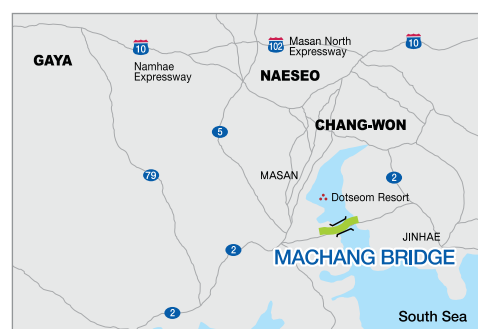 10
102
Masan North
Expressway
10
GAYA
Namhae
Expressway
NAESEO
5
CHANG-WON
79
MASAN
2
Dotseom Resort
2
JINHAE
MACHANG BRIDGE
2
South Sea